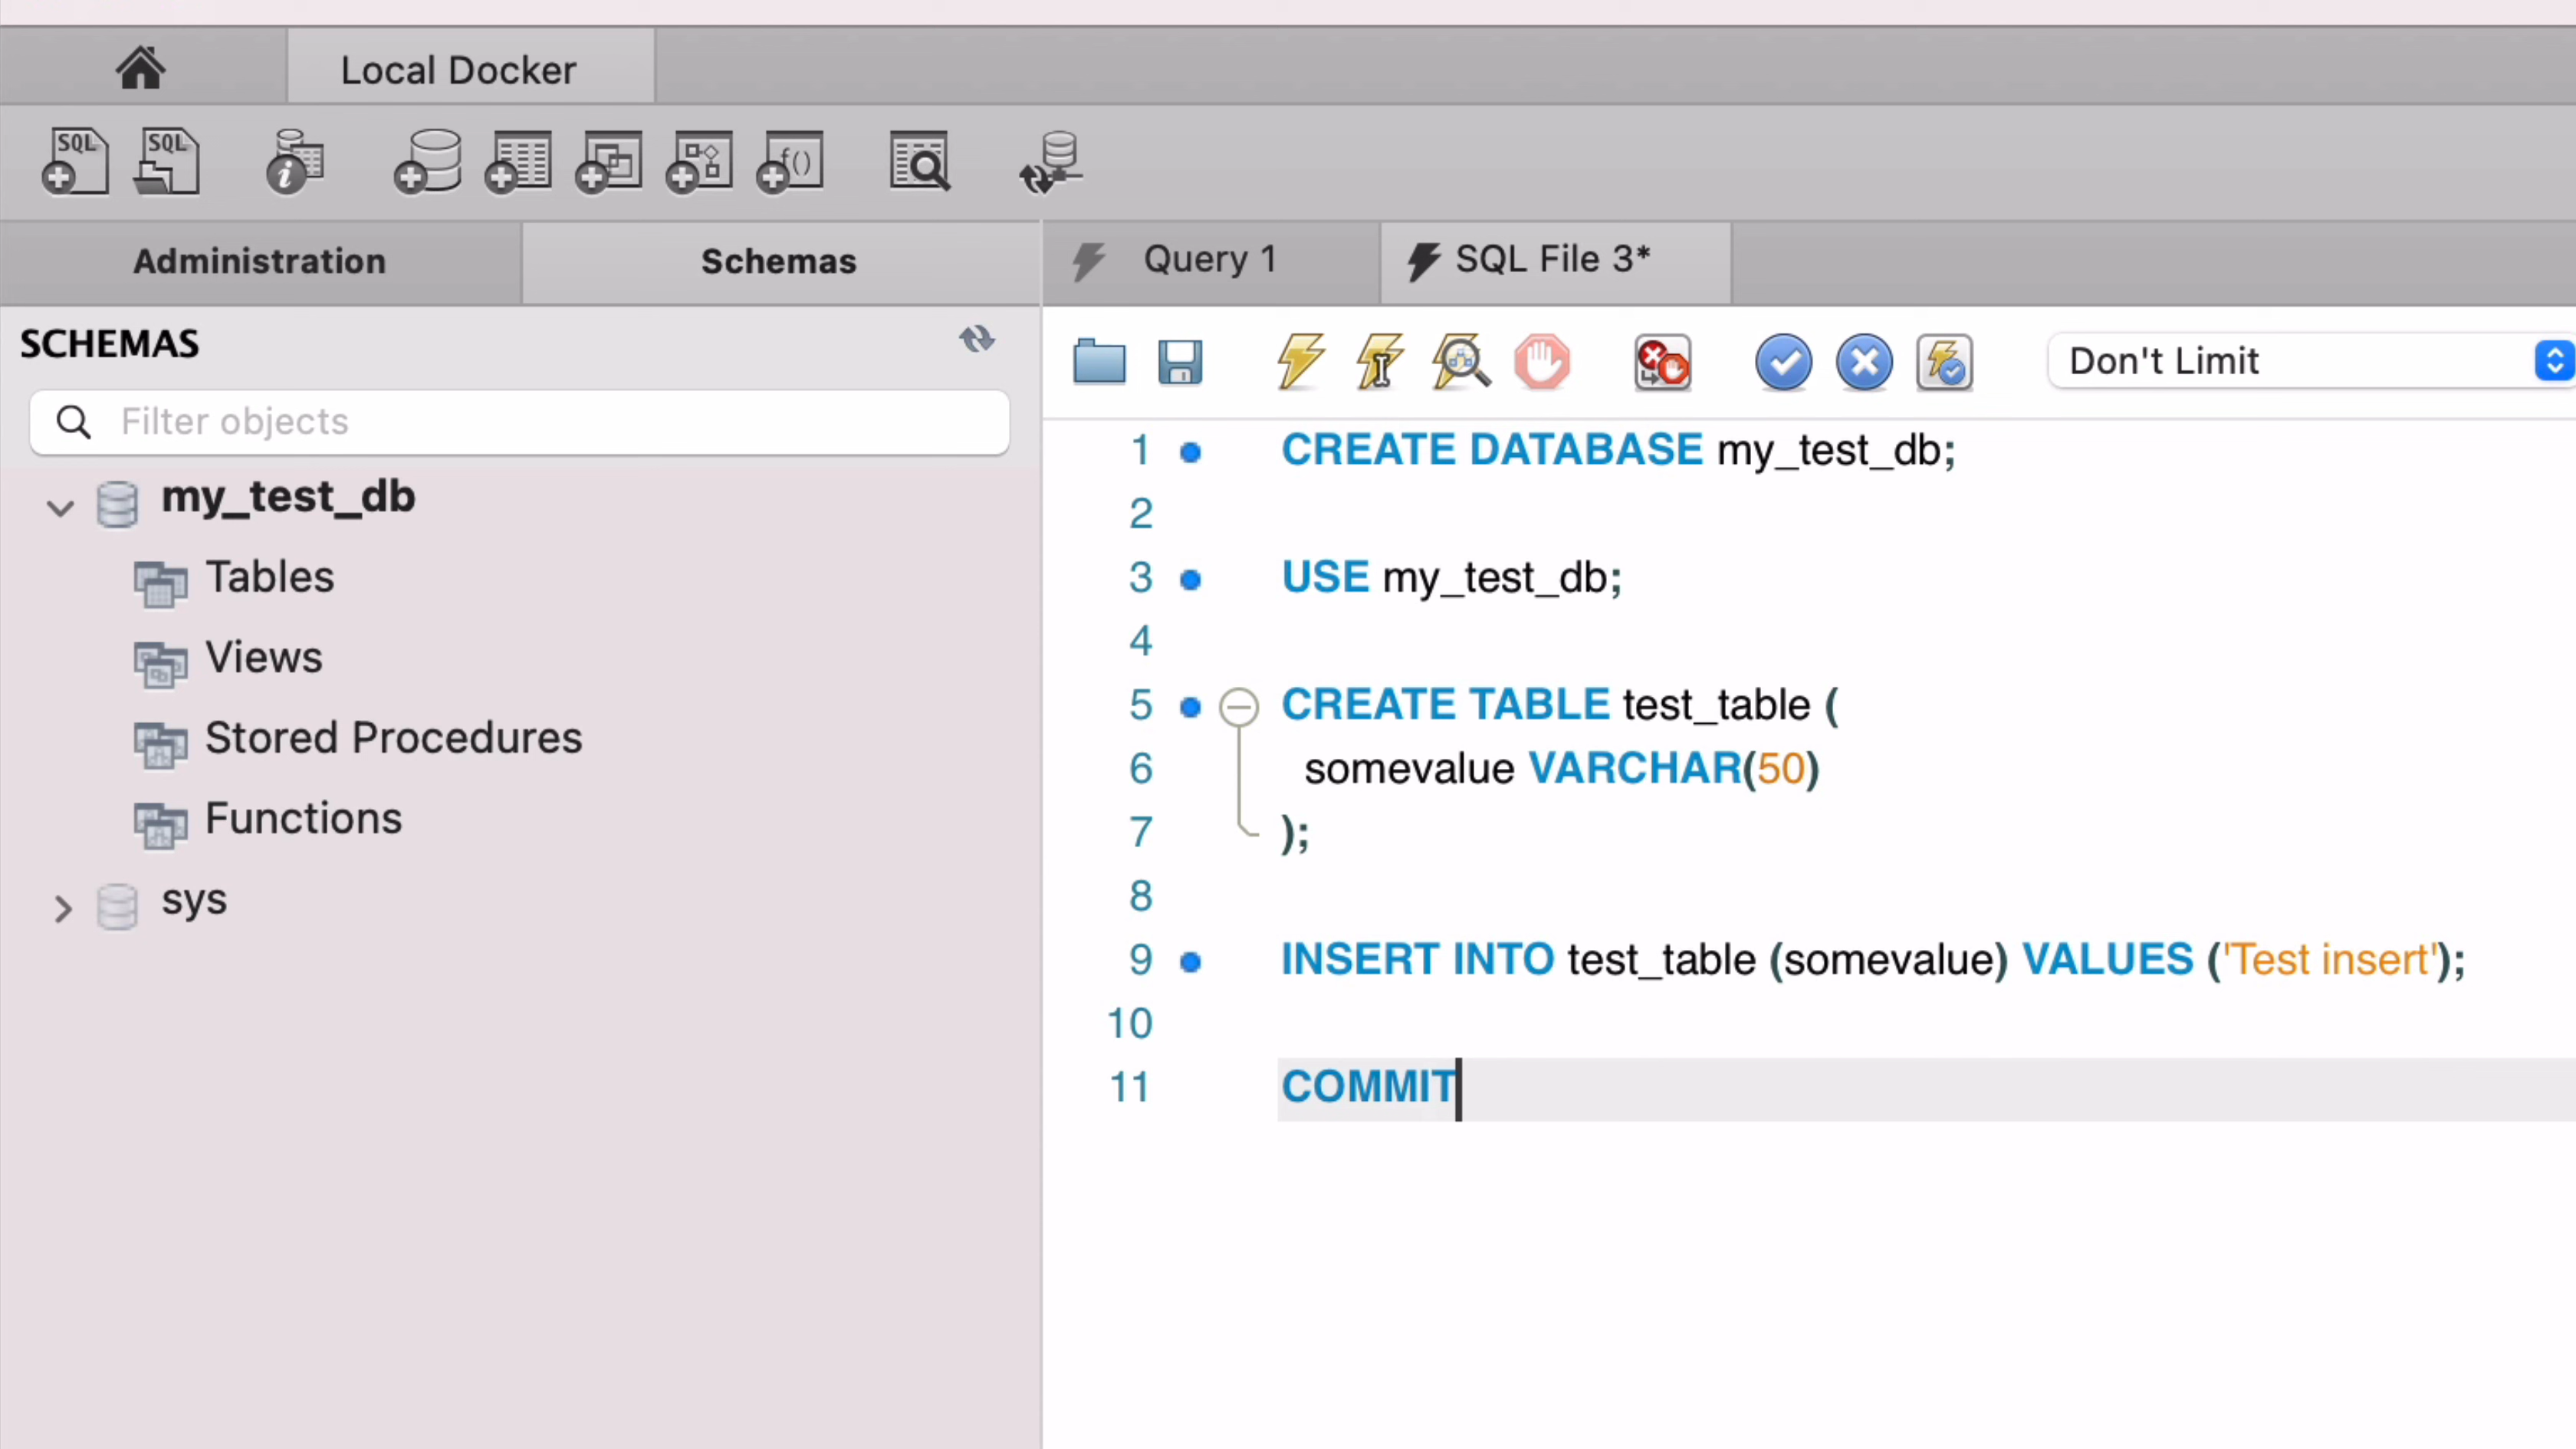 Local Docker
SQL SQL f()
Administration Schemas Query 1 SQL File 3*
SCHEMAS
Filter objects
my_test_db
Tables
Views
Stored Procedures
Functions
sys
Don't Limit
1 CREATE DATABASE my_test_db;
2
3 USE my_test_db;
4
5 CREATE TABLE test_table (
6 somevalue VARCHAR(50)
7 );
8
9 INSERT INTO test_table (somevalue) VALUES ('Test insert');
10
11 COMMIT